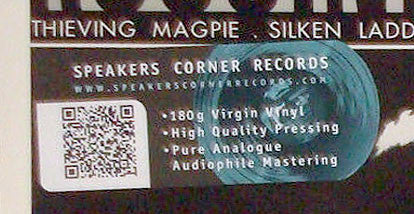 THIEVING MAGPIE . SILKEN LADD
SPEAKERS CORNER RECORDS
WWW.SPEAKERSCORNERRECORDS.COM
•180g Virgin Vinyl
•High Quality Pressing
•Pure Analogue
Audiophile Mastering